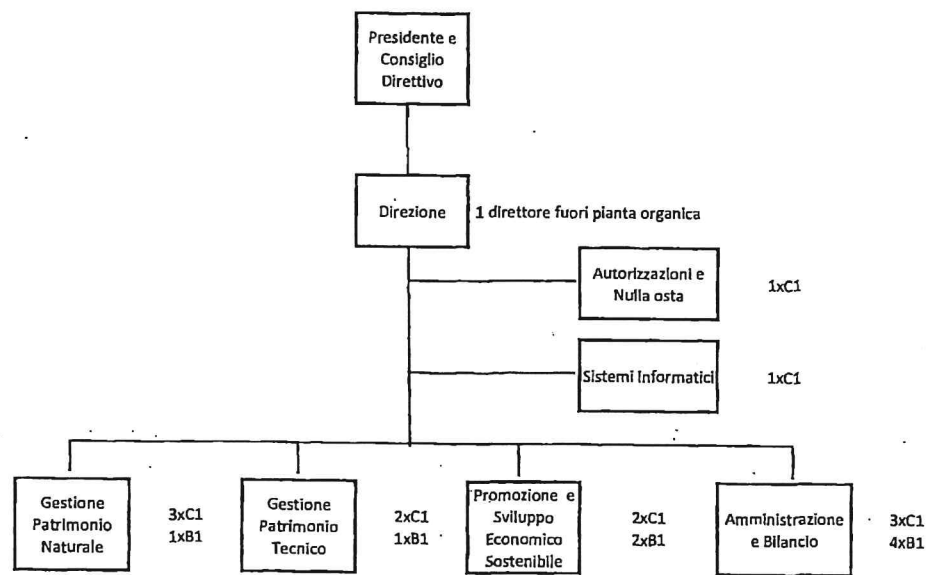 Presidente e
Consiglio
Direttivo
Direzione
1 direttore fuori pianta organica
Autorizzazioni e
Nulla osta
1xC1
Sistemi Informatici
1xC1
Gestione
Patrimonio
Naturale
3xC1
1xB1
Gestione
Patrimonio
Tecnico
2xC1
1xB1
Promozione e
Sviluppo
Economico
Sostenibile
2xC1
2xB1
Amministrazione
e Bilancio
3xC1
4xB1